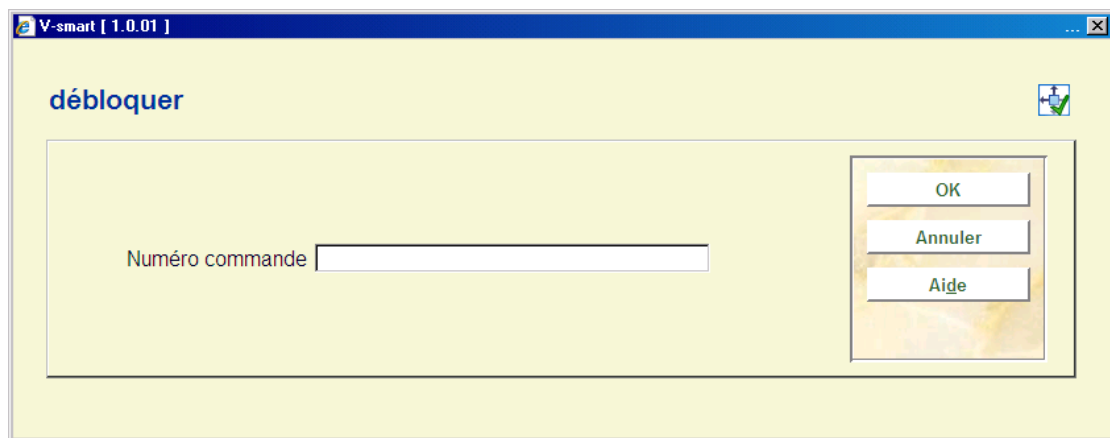 V-smart [ 1.0.01 ] ...
débloquer
OK
Annuler
Numéro commande
Aide